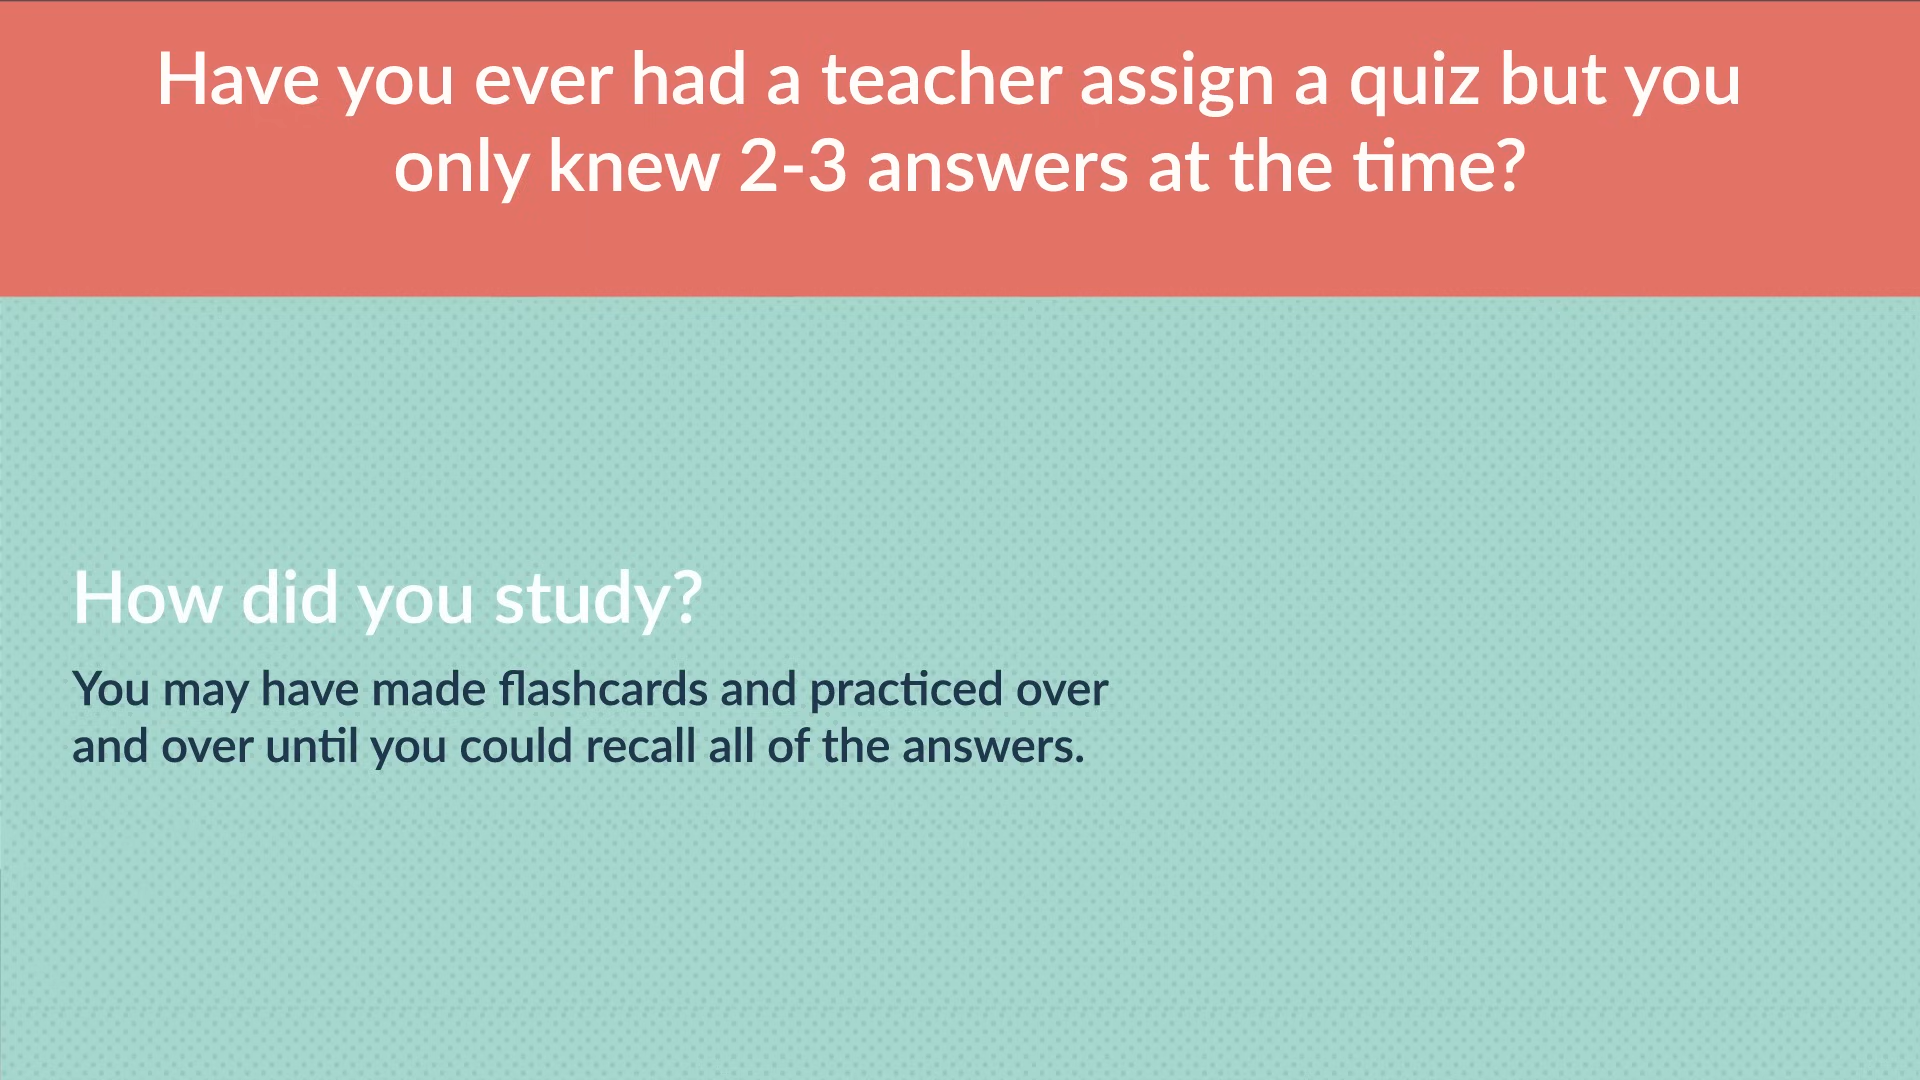 Have you ever had a teacher assign a quiz but you
only knew 2-3 answers at the time?
How did you study?
You may have made flashcards and practiced over
and over until you could recall all of the answers.